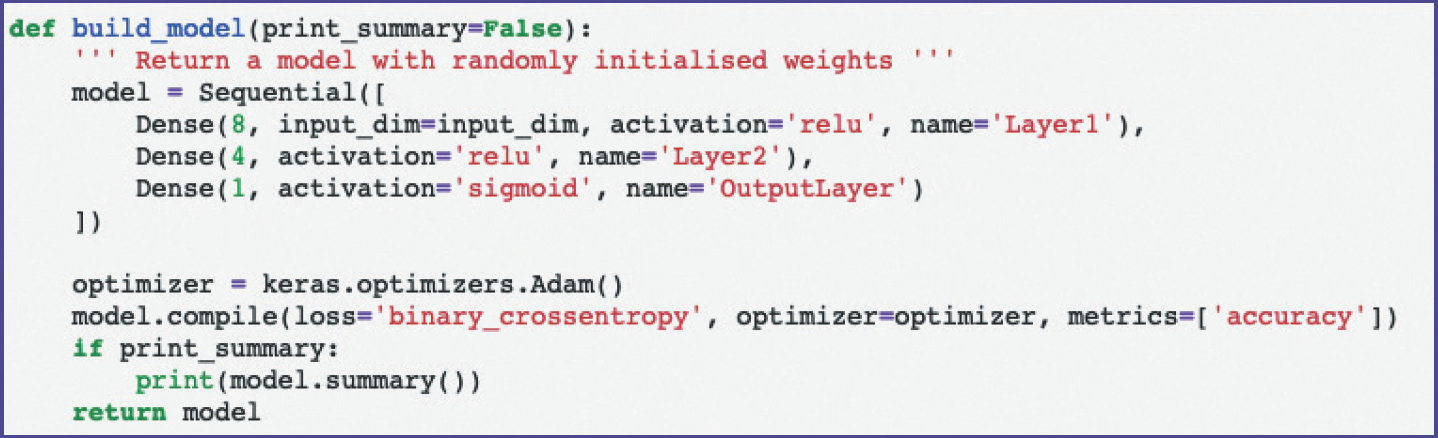 def build_model(print_summary=False):
    ''' Return a model with randomly initialised weights '''
    model = Sequential([
        Dense(8, input_dim=input_dim, activation='relu', name='Layer1'),
        Dense(4, activation='relu', name='Layer2'),
        Dense(1, activation='sigmoid', name='OutputLayer')
    ])

    optimizer = keras.optimizers.Adam()
    model.compile(loss='binary_crossentropy', optimizer=optimizer, metrics=['accuracy'])
    if print_summary:
        print(model.summary())
    return model